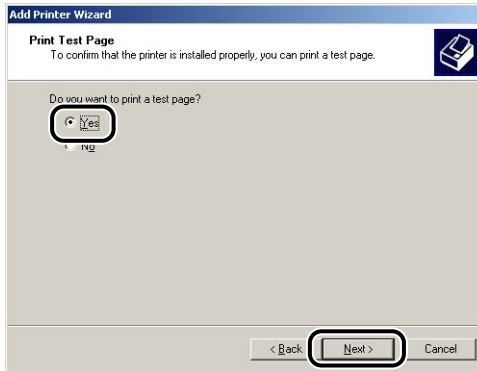 Add Printer Wizard
Print Test Page
To confirm that the printer is installed properly, you can print a test page.
Do you want to print a test page?
Yes
No
< Back
Next >
Cancel